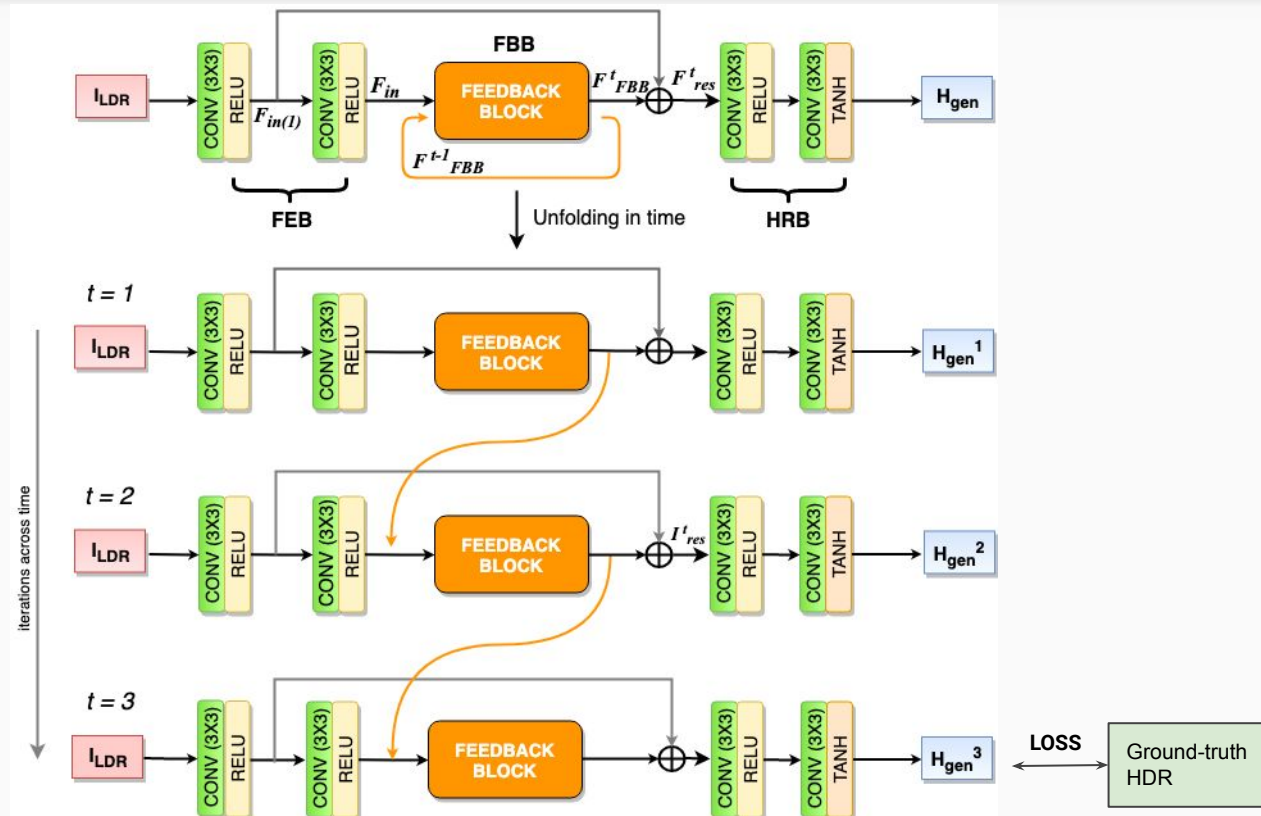 FBB
I_LDR
CONV (3X3)
RELU
F_in(1)
CONV (3X3)
RELU
F_in
FEEDBACK
BLOCK
F^t_FBB
F^t_res
CONV (3X3)
RELU
CONV (3X3)
TANH
H_gen
F^t-1_FBB
FEB
HRB
Unfolding in time
t = 1
I_LDR
CONV (3X3)
RELU
CONV (3X3)
RELU
FEEDBACK
BLOCK
CONV (3X3)
RELU
CONV (3X3)
TANH
H_gen^1
iterations across time
t = 2
I_LDR
CONV (3X3)
RELU
CONV (3X3)
RELU
FEEDBACK
BLOCK
I^t_res
CONV (3X3)
RELU
CONV (3X3)
TANH
H_gen^2
t = 3
I_LDR
CONV (3X3)
RELU
CONV (3X3)
RELU
FEEDBACK
BLOCK
CONV (3X3)
RELU
CONV (3X3)
TANH
H_gen^3
LOSS
Ground-truth
HDR